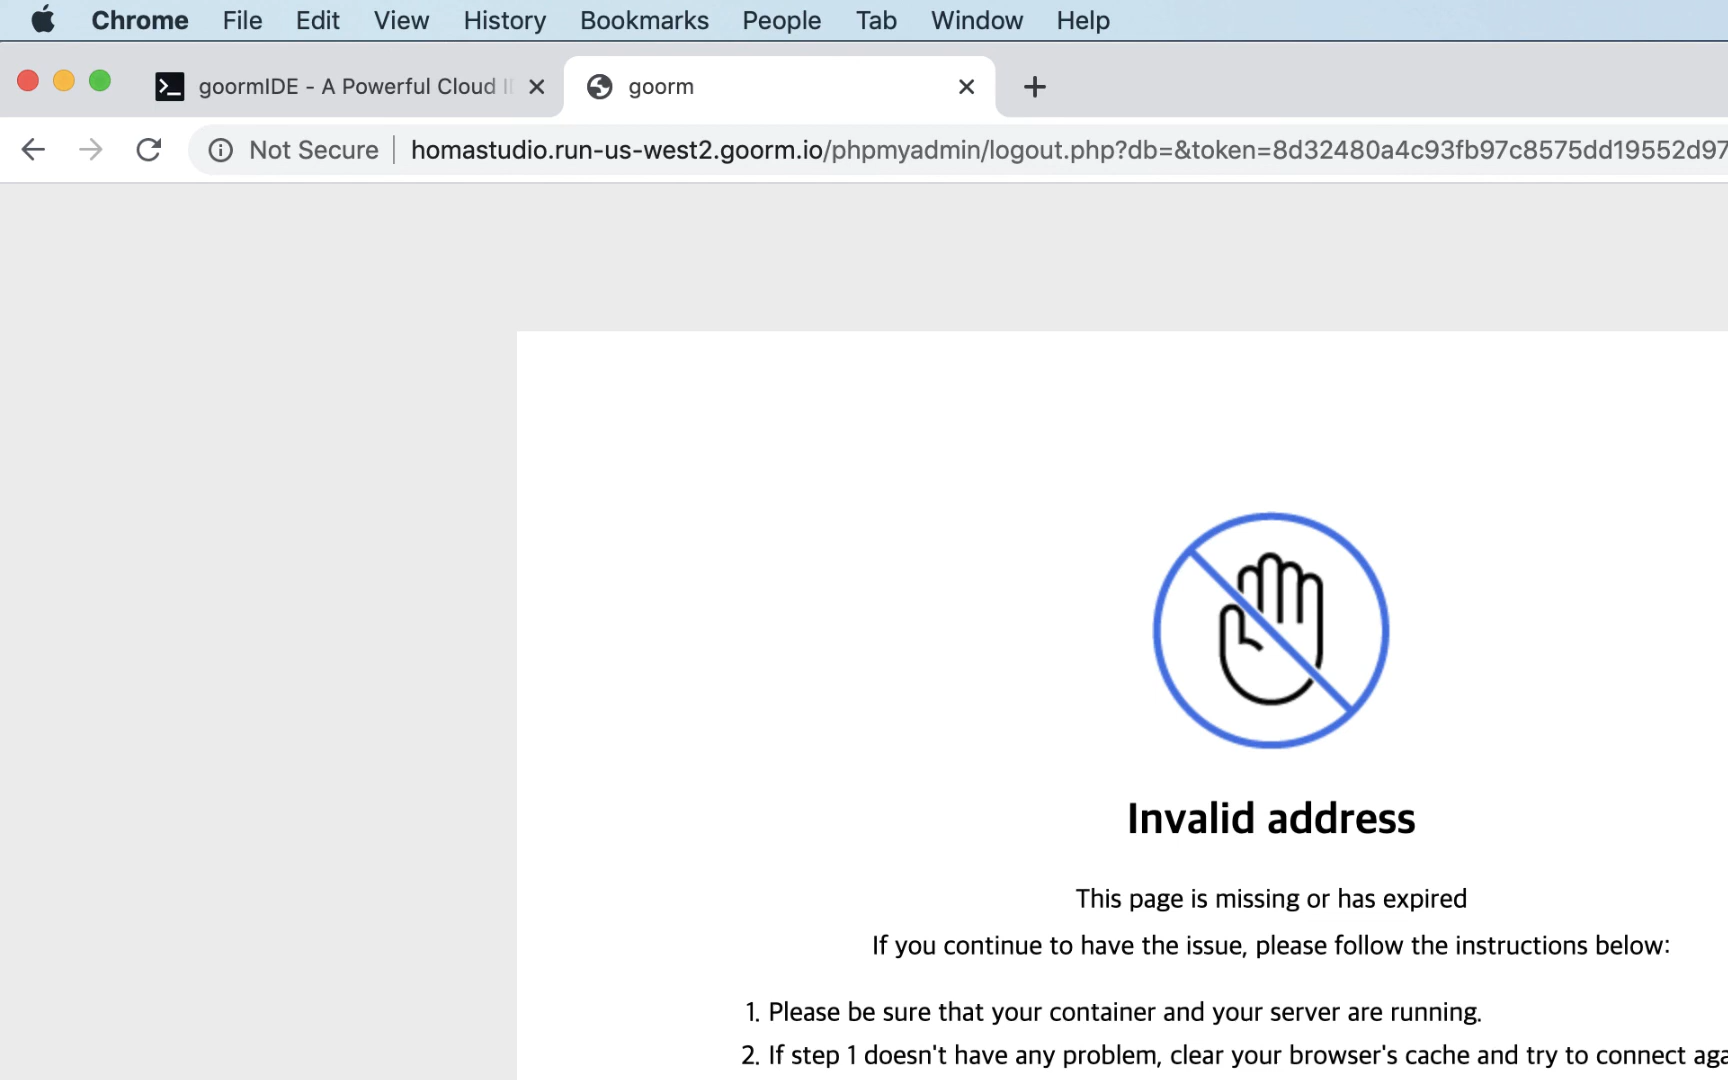 Chrome File Edit View History Bookmarks People Tab Window Help
goormIDE - A Powerful Cloud
goorm
Not Secure homastudio.run-us-west2.goorm.io/phpmyadmin/logout.php?db=&token=8d32480a4c93fb97c8575dd19552d97
Invalid address
This page is missing or has expired
If you continue to have the issue, please follow the instructions below:
1. Please be sure that your container and your server are running.
2. If step 1 doesn't have any problem, clear your browser's cache and try to connect